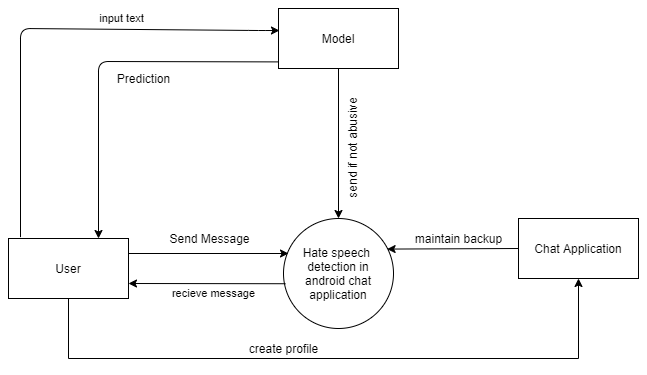 input text
Model
Prediction
send if not abusive
Send Message
maintain backup
Hate speech
detection in
android chat
application
Chat Application
User
recieve message
create profile